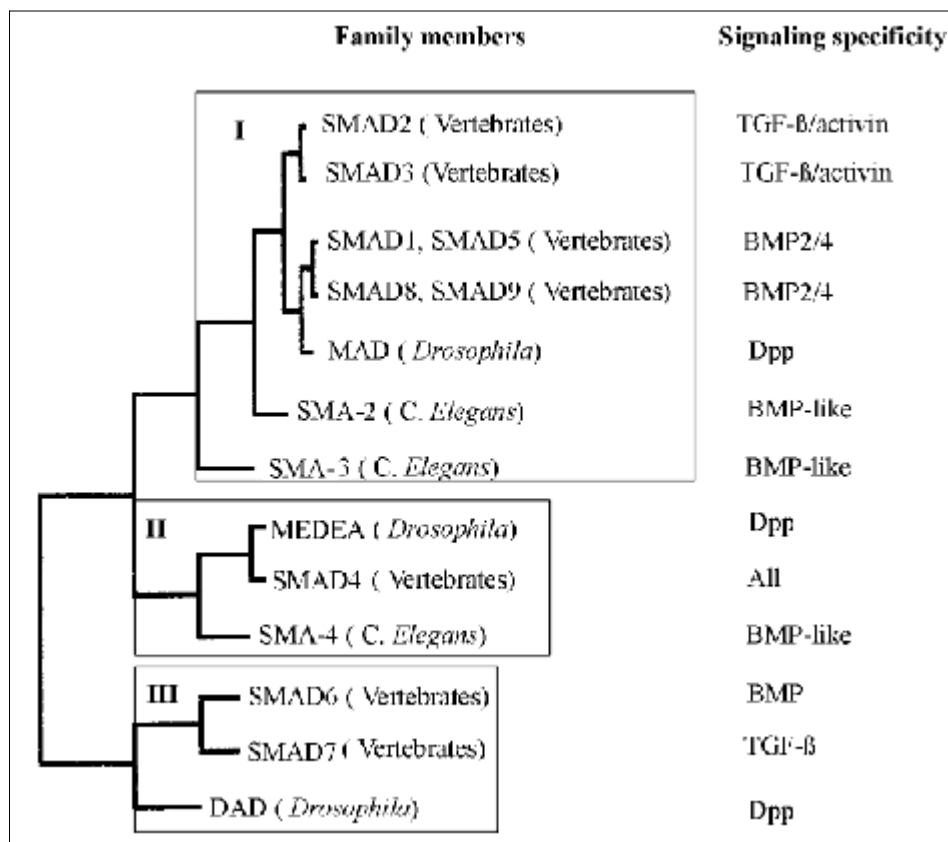 Family members Signaling specificity
I SMAD2 ( Vertebrates) TGF-ß/activin
SMAD3 (Vertebrates) TGF-ß/activin
SMAD1, SMAD5 ( Vertebrates) BMP2/4
SMAD8, SMAD9 ( Vertebrates) BMP2/4
MAD ( Drosophila) Dpp
SMA-2 ( C. Elegans) BMP-like
SMA-3 ( C. Elegans) BMP-like
II MEDEA ( Drosophila) Dpp
SMAD4 ( Vertebrates) All
SMA-4 ( C. Elegans) BMP-like
III SMAD6 ( Vertebrates) BMP
SMAD7 ( Vertebrates) TGF-ß
DAD ( Drosophila) Dpp